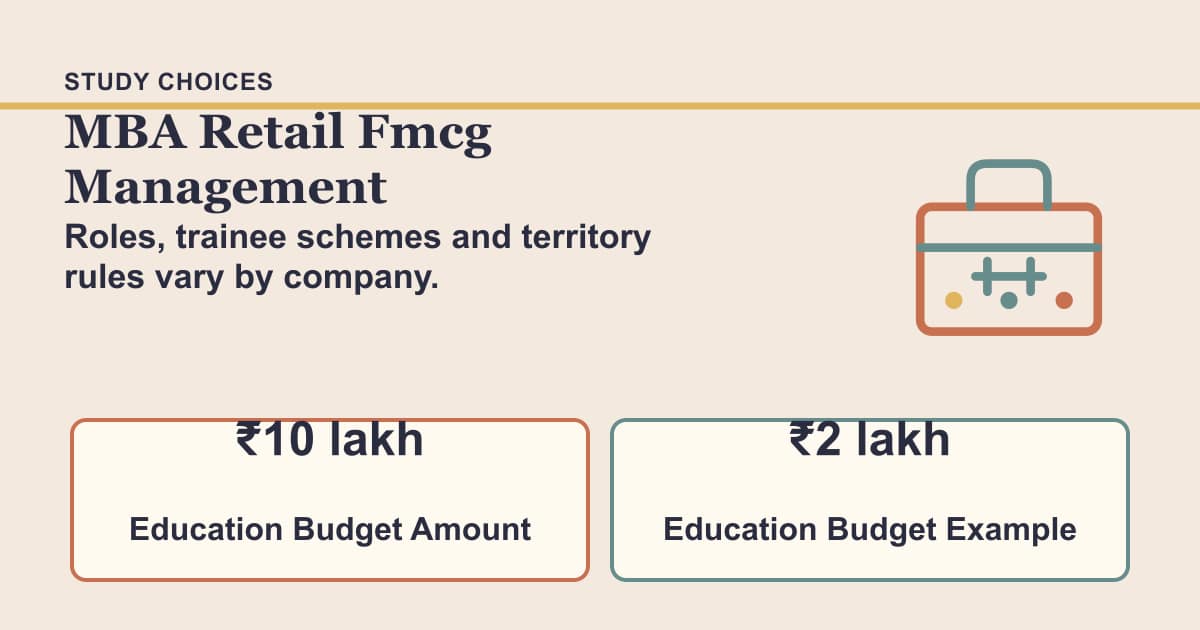 STUDY CHOICES
MBA Retail Fmcg
Management
Roles, trainee schemes and territory
rules vary by company.
₹10 lakh
Education Budget Amount
₹2 lakh
Education Budget Example